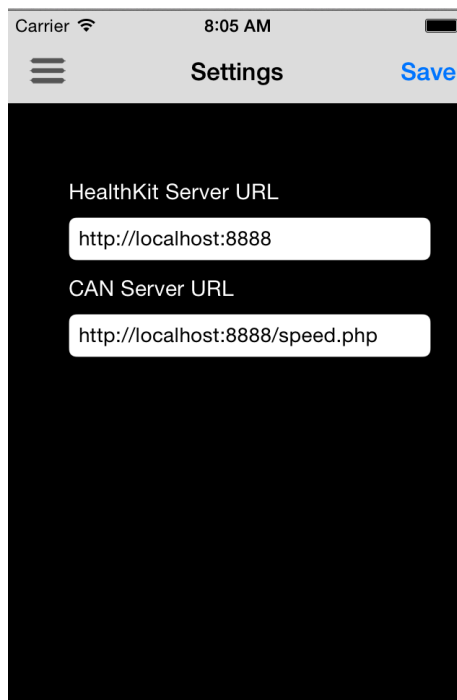 Carrier 8:05 AM
Settings Save
HealthKit Server URL
http://localhost:8888
CAN Server URL
http://localhost:8888/speed.php